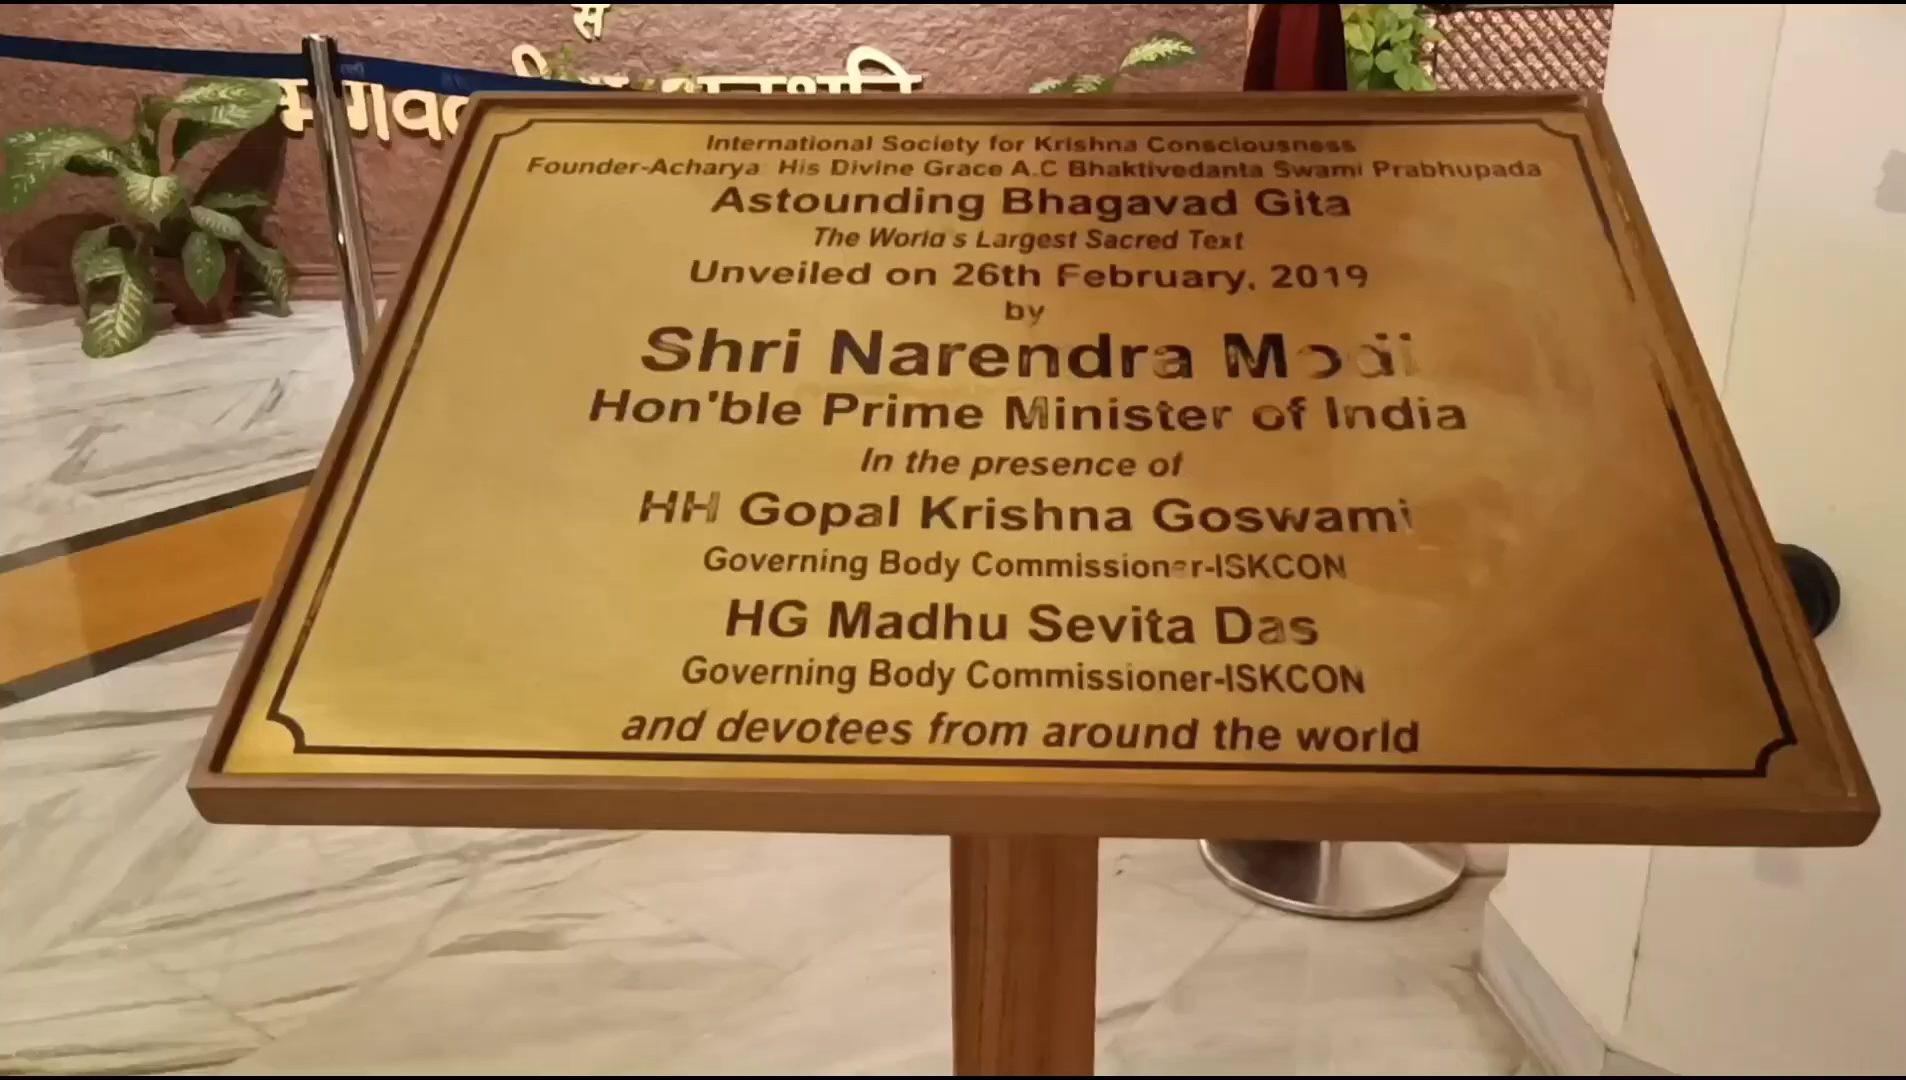 से
International Society for Krishna Consciousness
Founder-Acharya His Divine Grace A.C Bhaktivedanta Swami Prabhupada
Astounding Bhagavad Gita
The World's Largest Sacred Text
Unveiled on 26th February, 2019
by
Shri Narendra Modi
Hon'ble Prime Minister of India
In the presence of
HH Gopal Krishna Goswami
Governing Body Commissioner-ISKCON
HG Madhu Sevita Das
Governing Body Commissioner-ISKCON
and devotees from around the world